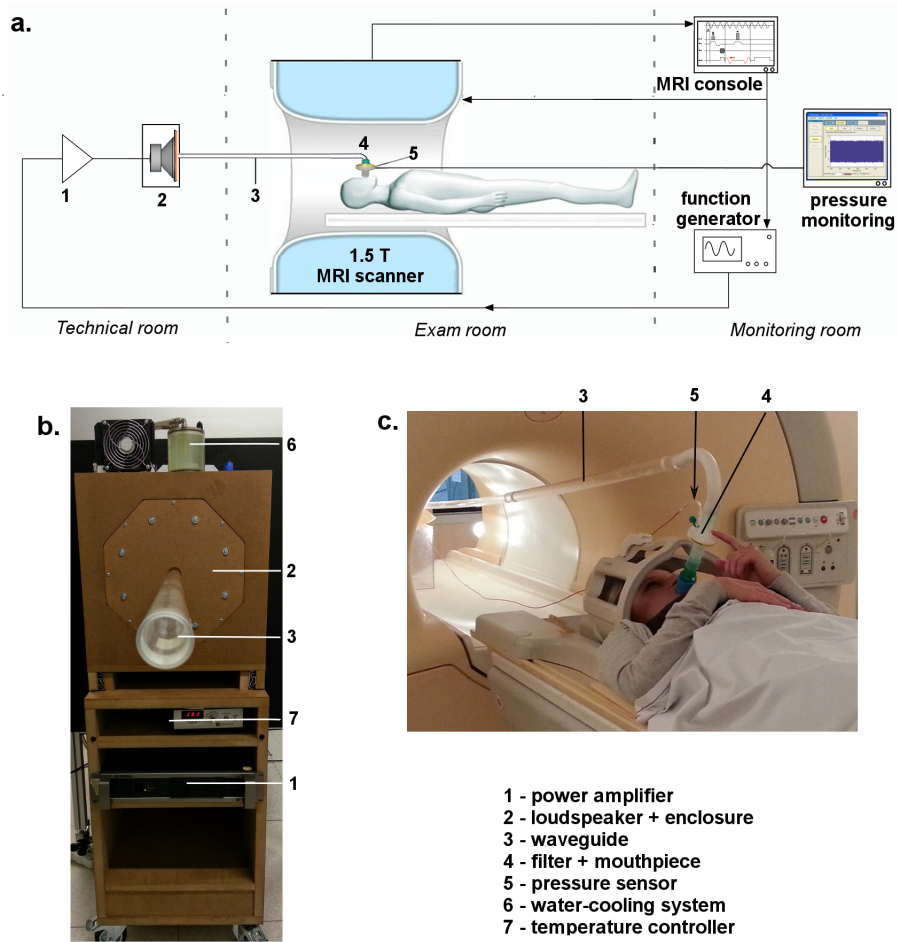 a.
MRI console
4
5
1
2
3
function
generator
pressure
monitoring
1.5 T
MRI scanner
Technical room
Exam room
Monitoring room
b.
6
2
3
7
1
c.
3
5
4
1 - power amplifier
2 - loudspeaker + enclosure
3 - waveguide
4 - filter + mouthpiece
5 - pressure sensor
6 - water-cooling system
7 - temperature controller